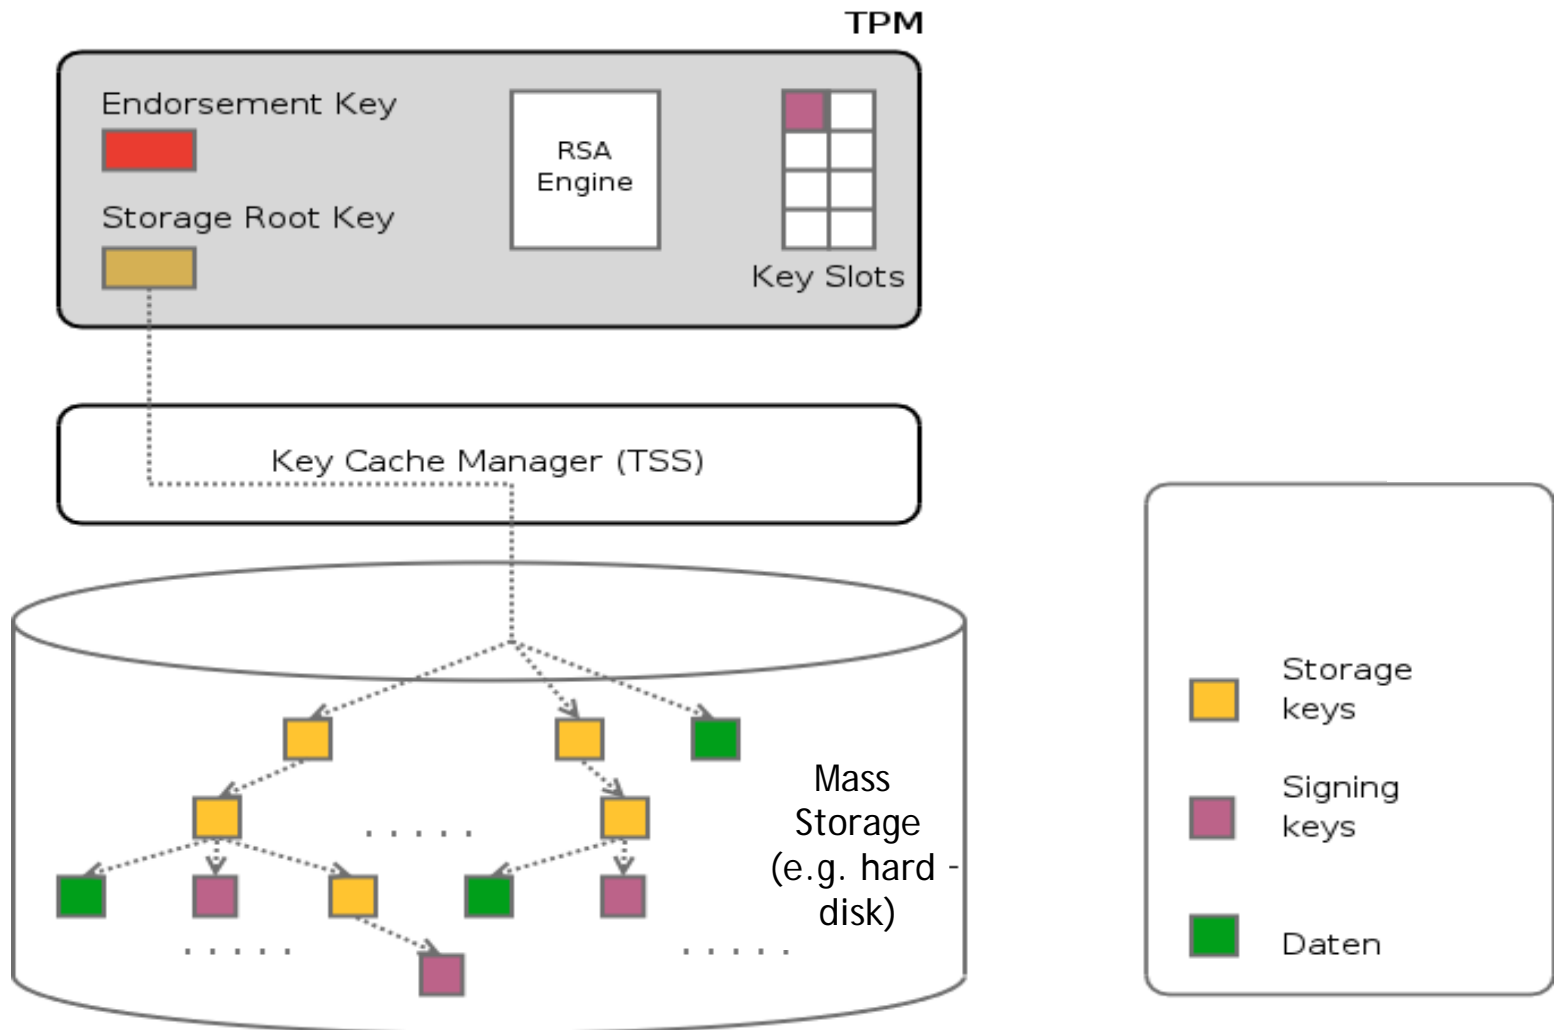 TPM
Endorsement Key
RSA
Engine
Storage Root Key
Key Slots
Key Cache Manager (TSS)
Mass
Storage
(e.g. hard -
disk)
Storage
keys
Signing
keys
Daten